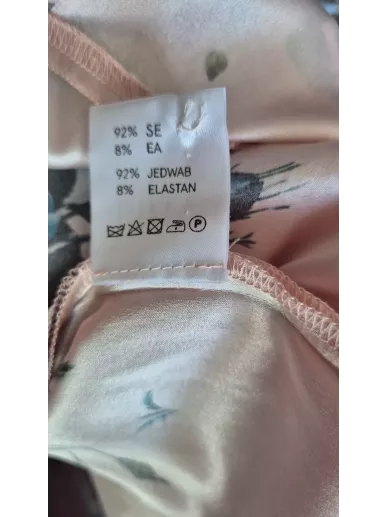 92% SE
8% EA
92% JEDWAB
8% ELASTAN
P